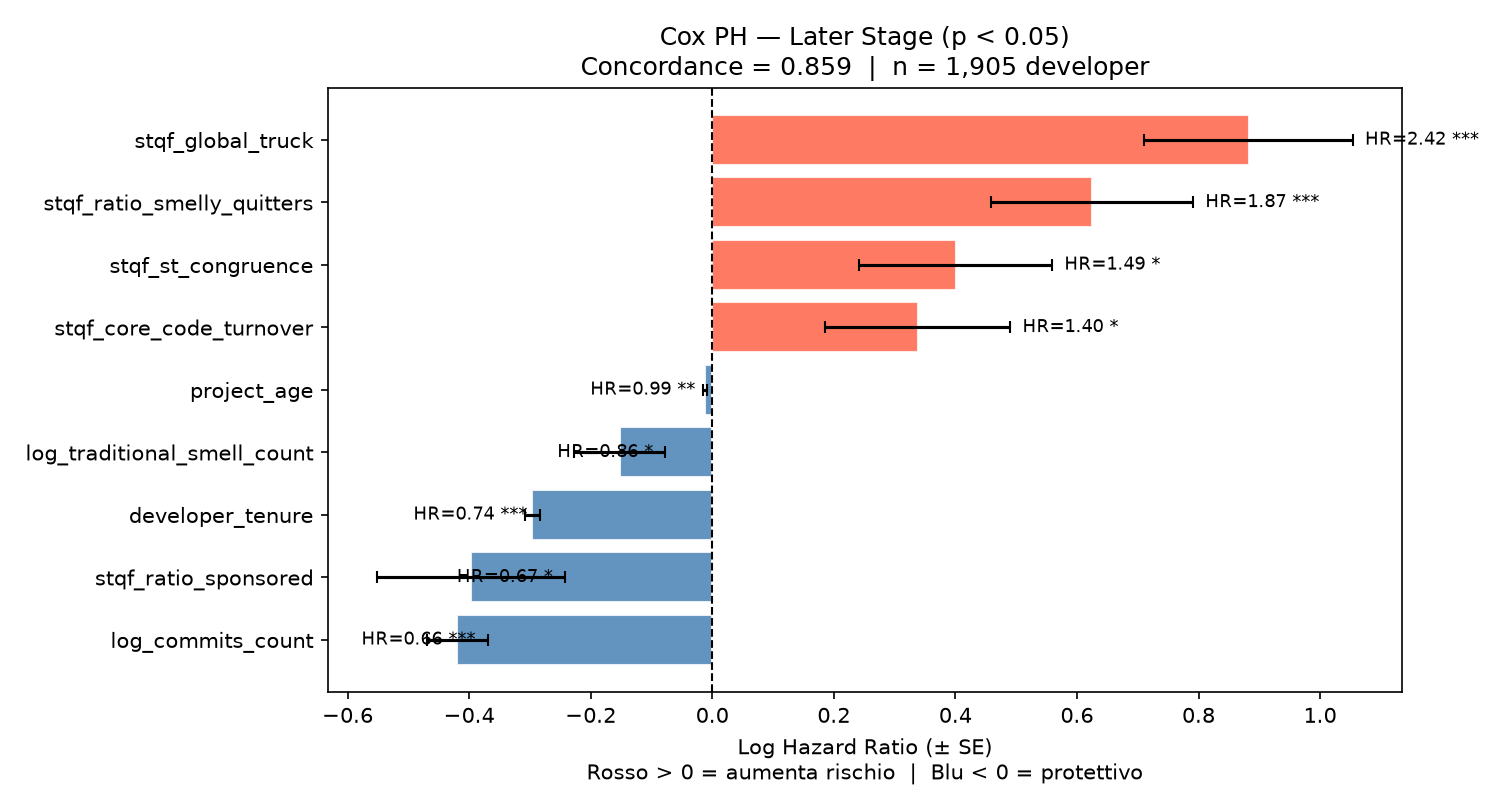 Cox PH — Later Stage (p < 0.05)
Concordance = 0.859 | n = 1,905 developer
stqf_global_truck
HR=2.42 ***
stqf_ratio_smelly_quitters
HR=1.87 ***
stqf_st_congruence
HR=1.49 *
stqf_core_code_turnover
HR=1.40 *
project_age
HR=0.99 **
log_traditional_smell_count
HR=0.86 *
developer_tenure
HR=0.74 ***
stqf_ratio_sponsored
HR=0.67 *
log_commits_count
HR=0.66 ***
−0.6 −0.4 −0.2 0.0 0.2 0.4 0.6 0.8 1.0
Log Hazard Ratio (± SE)
Rosso > 0 = aumenta rischio | Blu < 0 = protettivo